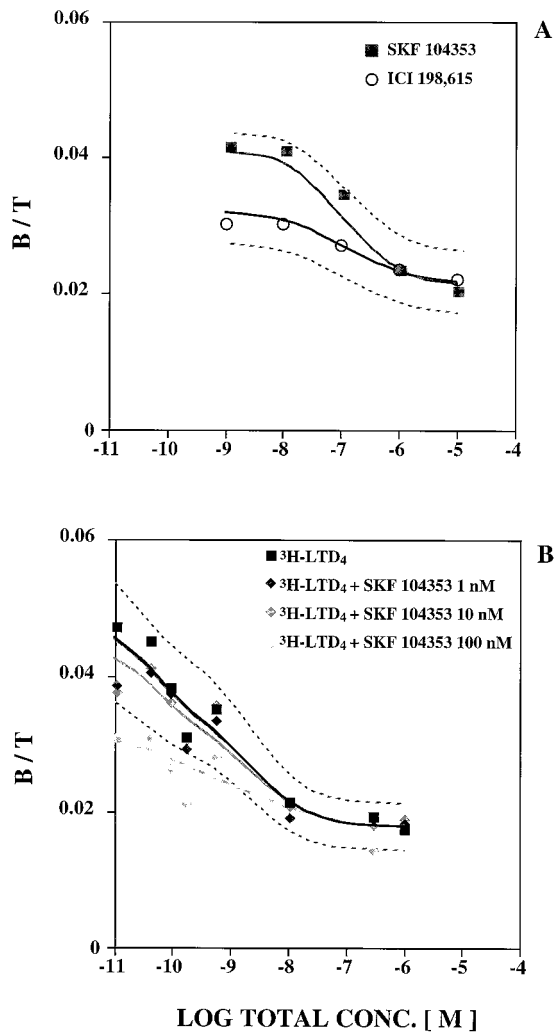 0.06
A
SKF 104353
ICI 198,615
0.04
B / T
0.02
0
-11 -10 -9 -8 -7 -6 -5 -4
0.06
B
³H-LTD₄
³H-LTD₄ + SKF 104353 1 nM
³H-LTD₄ + SKF 104353 10 nM
³H-LTD₄ + SKF 104353 100 nM
0.04
B / T
0.02
0
-11 -10 -9 -8 -7 -6 -5 -4
LOG TOTAL CONC. [ M ]